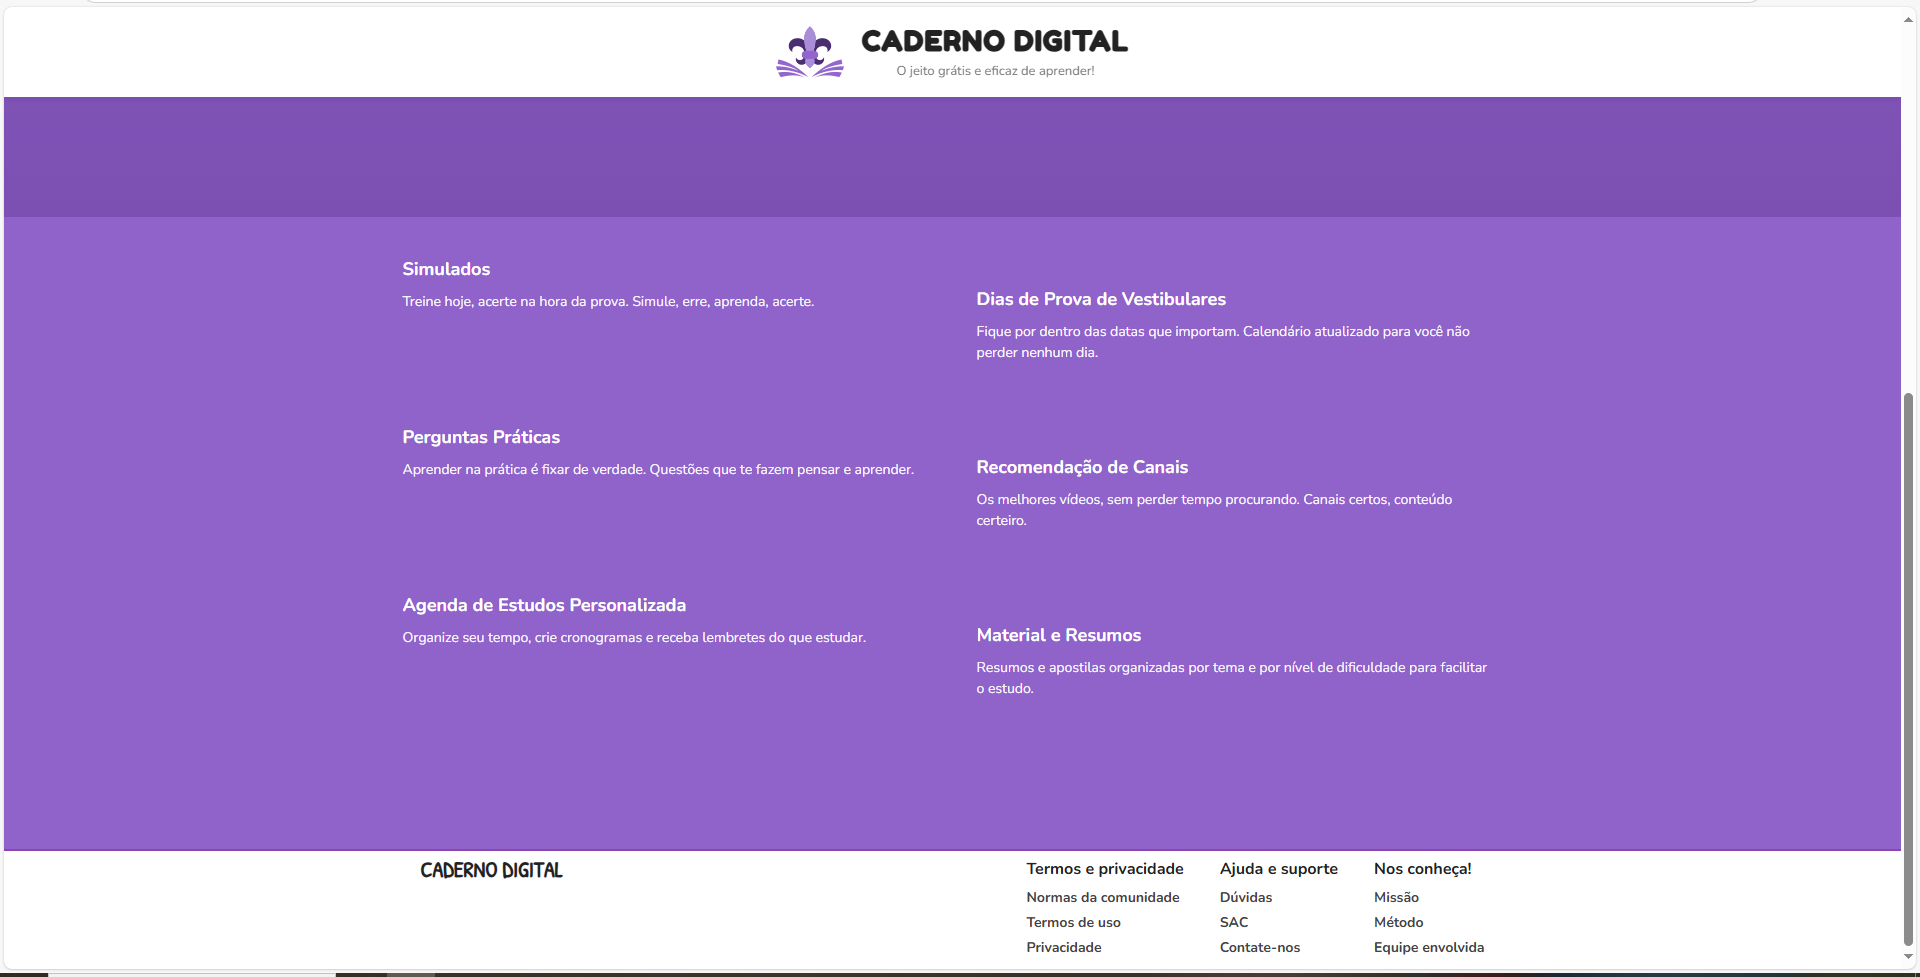 CADERNO DIGITAL
O jeito grátis e eficaz de aprender!
Simulados
Treine hoje, acerte na hora da prova. Simule, erre, aprenda, acerte.
Dias de Prova de Vestibulares
Fique por dentro das datas que importam. Calendário atualizado para você não
perder nenhum dia.
Perguntas Práticas
Aprender na prática é fixar de verdade. Questões que te fazem pensar e aprender.
Recomendação de Canais
Os melhores vídeos, sem perder tempo procurando. Canais certos, conteúdo
certeiro.
Agenda de Estudos Personalizada
Organize seu tempo, crie cronogramas e receba lembretes do que estudar.
Material e Resumos
Resumos e apostilas organizadas por tema e por nível de dificuldade para facilitar
o estudo.
CADERNO DIGITAL
Termos e privacidade
Normas da comunidade
Termos de uso
Privacidade
Ajuda e suporte
Dúvidas
SAC
Contate-nos
Nos conheça!
Missão
Método
Equipe envolvida